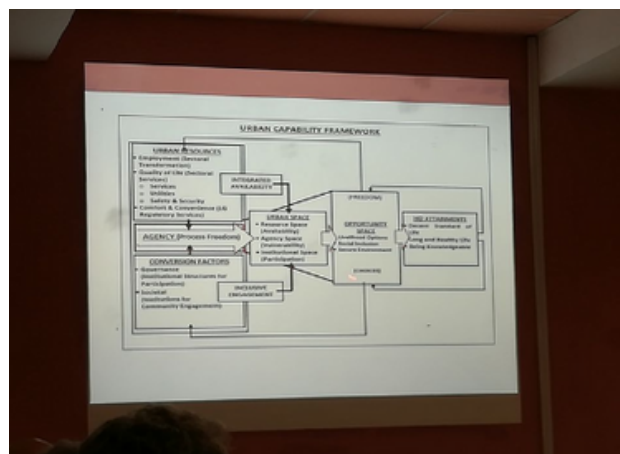 URBAN CAPABILITY FRAMEWORK
URBAN RESOURCES
• Employment (Sectoral
Transformation)
• Quality of Life (Sectoral
Services)
o Services
o Utilities
o Safety & Security
• Comfort & Convenience (LG
Regulatory Services)
AGENCY (Process Freedom)
CONVERSION FACTORS
• Governance
(Institutional Structures for
Participation)
• Societal
(Institutions for
Community Engagement)
INTEGRATED
AVAILABILITY
URBAN SPACE
• Resource Space
(Availability)
• Agency Space
• Institutional Space
(Participation)
INCLUSIVE
ENGAGEMENT
(FREEDOM)
OPPORTUNITY
SPACE
Livelihood Options
Social Inclusion
Secure Environment
(CHOICES)
HD ATTAINMENTS
• Decent Standard of
Life
Long and Healthy Life
• Being Knowledgeable